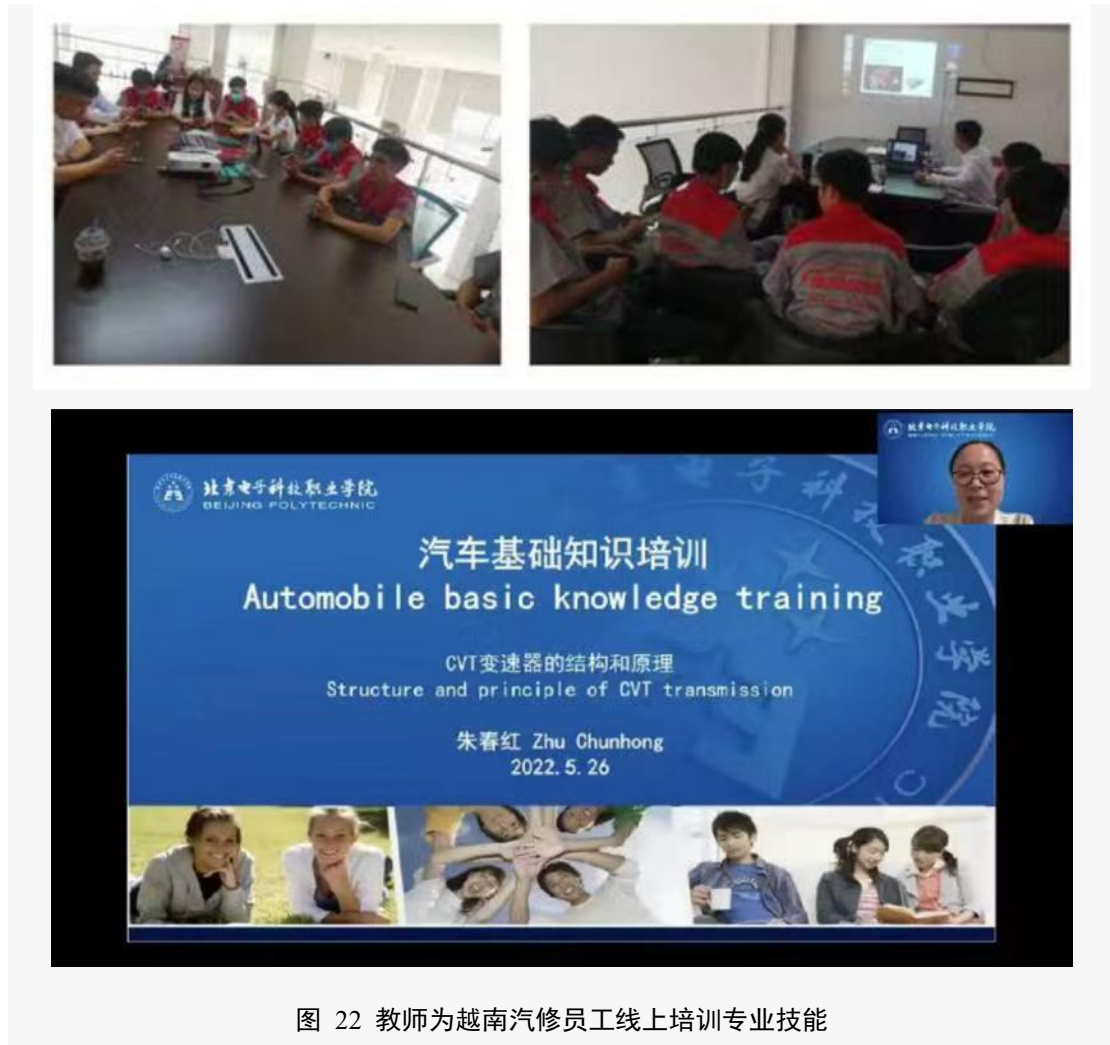 北京电子科技职业学院
北京电子科技职业学院
BEIJING POLYTECHNIC
汽车基础知识培训
Automobile basic knowledge training
CVT变速器的结构和原理
Structure and principle of CVT transmission
朱春红 Zhu Chunhong
2022.5.26
图 22 教师为越南汽修员工线上培训专业技能